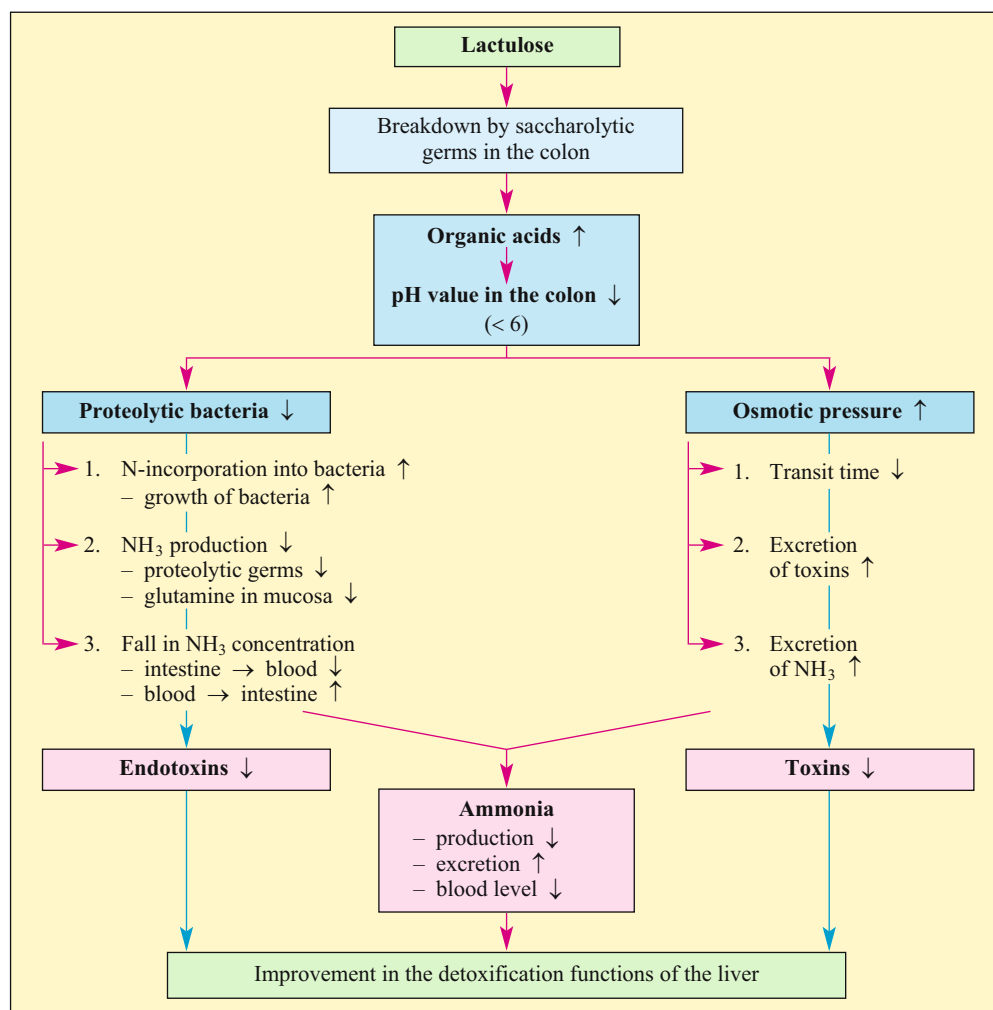 Lactulose
Breakdown by saccharolytic
germs in the colon
Organic acids ↑
pH value in the colon ↓
(< 6)
Proteolytic bacteria ↓
1. N-incorporation into bacteria ↑
– growth of bacteria ↑
2. NH₃ production ↓
– proteolytic germs ↓
– glutamine in mucosa ↓
3. Fall in NH₃ concentration
– intestine → blood ↓
– blood → intestine ↑
Osmotic pressure ↑
1. Transit time ↓
2. Excretion
of toxins ↑
3. Excretion
of NH₃ ↑
Endotoxins ↓
Ammonia
– production ↓
– excretion ↑
– blood level ↓
Toxins ↓
Improvement in the detoxification functions of the liver